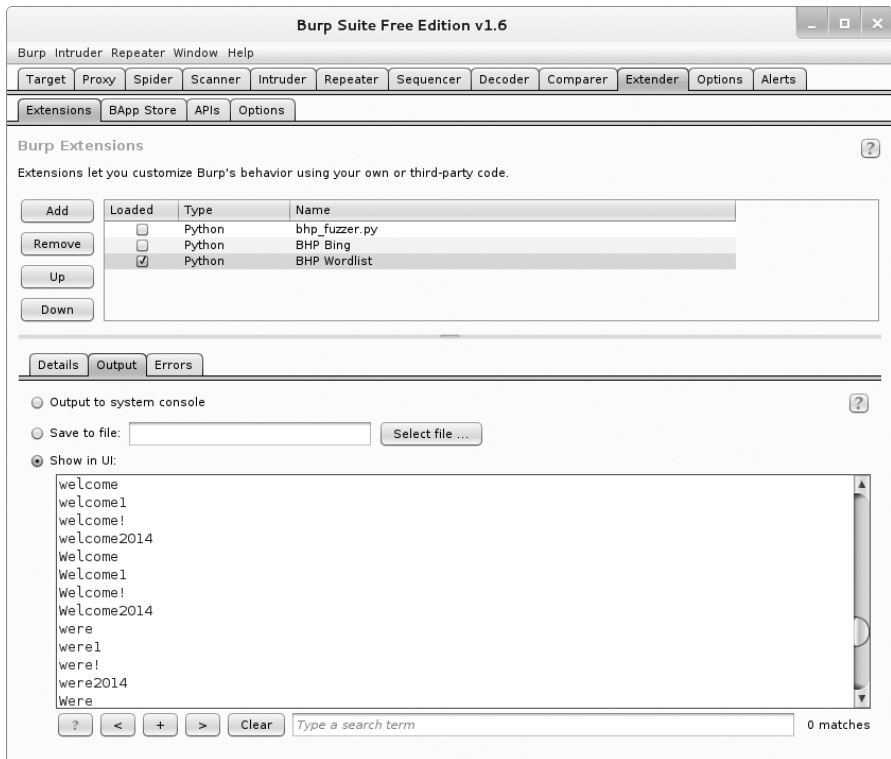 Burp Suite Free Edition v1.6
Burp Intruder Repeater Window Help
Target Proxy Spider Scanner Intruder Repeater Sequencer Decoder Comparer Extender Options Alerts
Extensions BApp Store APIs Options
Burp Extensions
?
Extensions let you customize Burp's behavior using your own or third-party code.
Add
Remove
Up
Down
Loaded Type Name
Python bhp_fuzzer.py
Python BHP Bing
Python BHP Wordlist
Details Output Errors
Output to system console
?
Save to file: Select file ...
Show in UI:
welcome
welcome1
welcome!
welcome2014
Welcome
Welcome1
Welcome!
Welcome2014
were
were1
were!
were2014
Were
? < + > Clear Type a search term 0 matches